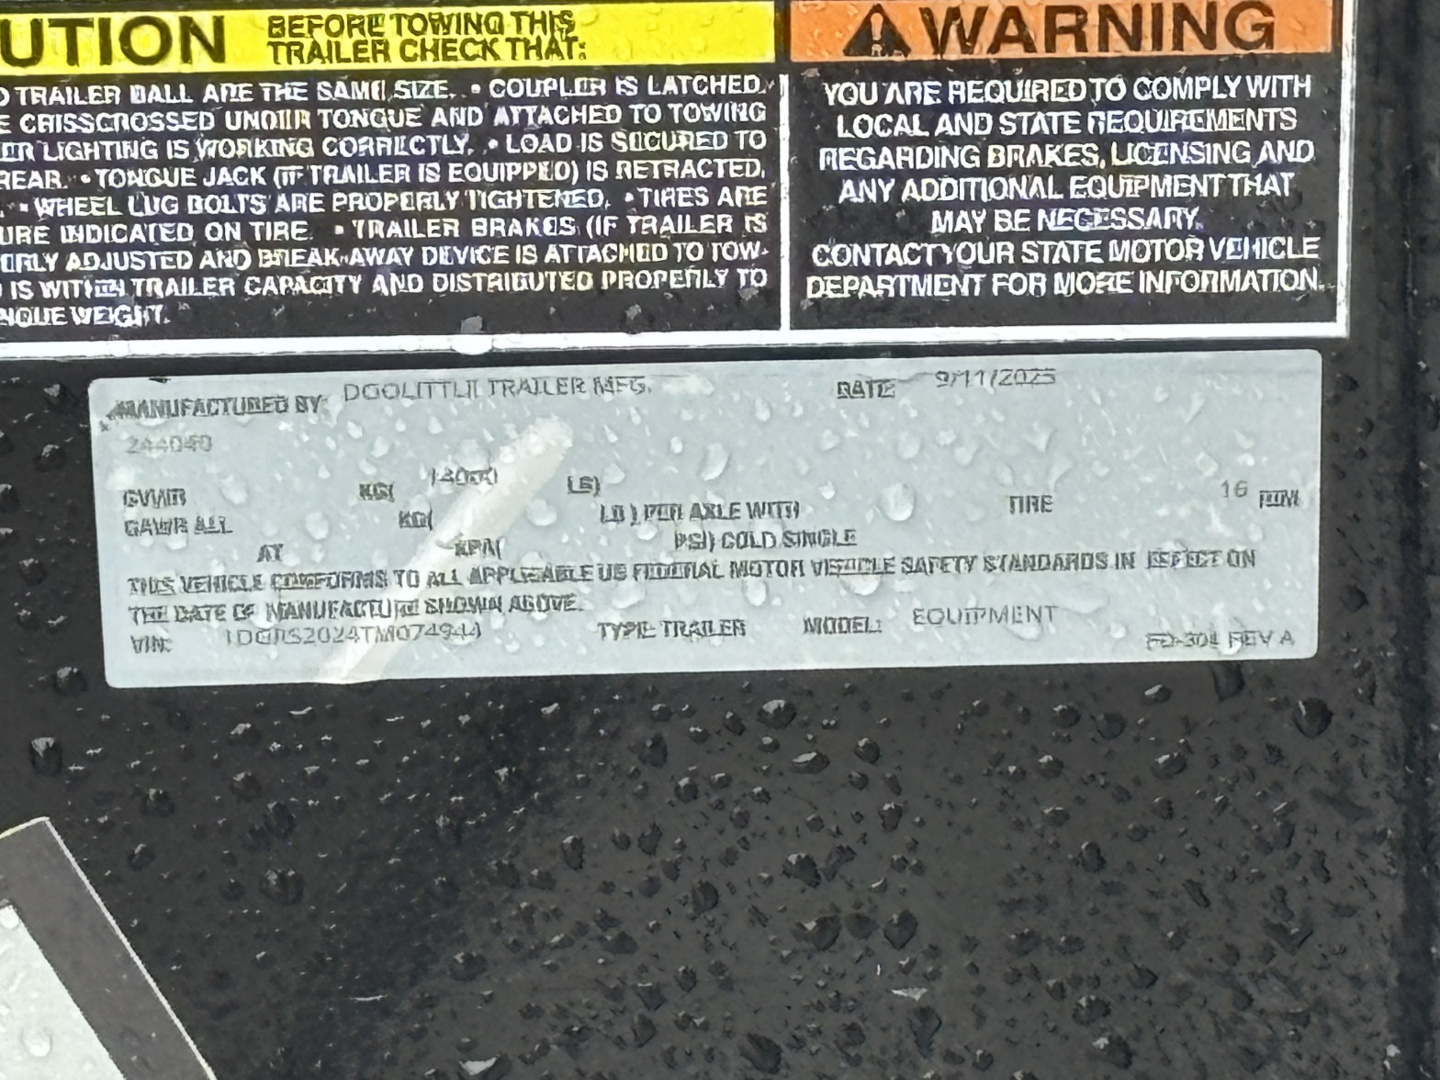 UTION BEFORE TOWING THIS
TRAILER CHECK THAT:
TRAILER BALL ARE THE SAME SIZE. • COUPLER IS LATCHED.
CRISSCROSSED UNDER TONGUE AND ATTACHED TO TOWING
LIGHTING IS WORKING CORRECTLY. • LOAD IS SECURED TO
REAR. • TONGUE JACK (IF TRAILER IS EQUIPPED) IS RETRACTED.
• WHEEL LUG BOLTS ARE PROPERLY TIGHTENED. • TIRES ARE
URE INDICATED ON TIRE. • TRAILER BRAKES (IF TRAILER IS
ERLY ADJUSTED AND BREAK-AWAY DEVICE IS ATTACHED TO TOW-
IS WITHIN TRAILER CAPACITY AND DISTRIBUTED PROPERLY TO
NGUE WEIGHT.
WARNING
YOU ARE REQUIRED TO COMPLY WITH
LOCAL AND STATE REQUIREMENTS
REGARDING BRAKES, LICENSING AND
ANY ADDITIONAL EQUIPMENT THAT
MAY BE NECESSARY.
CONTACT YOUR STATE MOTOR VEHICLE
DEPARTMENT FOR MORE INFORMATION.
MANUFACTURED BY: DOOLITTLE TRAILER MFG. DATE 9/11/2025
GVWR KG( 14000 LB) TIRE 16 RIM
GAWR ALL KG( LB ) PER AXLE WITH
AT KPA( PSI) COLD SINGLE
THIS VEHICLE CONFORMS TO ALL APPLICABLE US FEDERAL MOTOR VEHICLE SAFETY STANDARDS IN EFFECT ON
THE DATE OF MANUFACTURE SHOWN ABOVE.
VIN: TYPE: TRAILER MODEL: EQUIPMENT
REV A